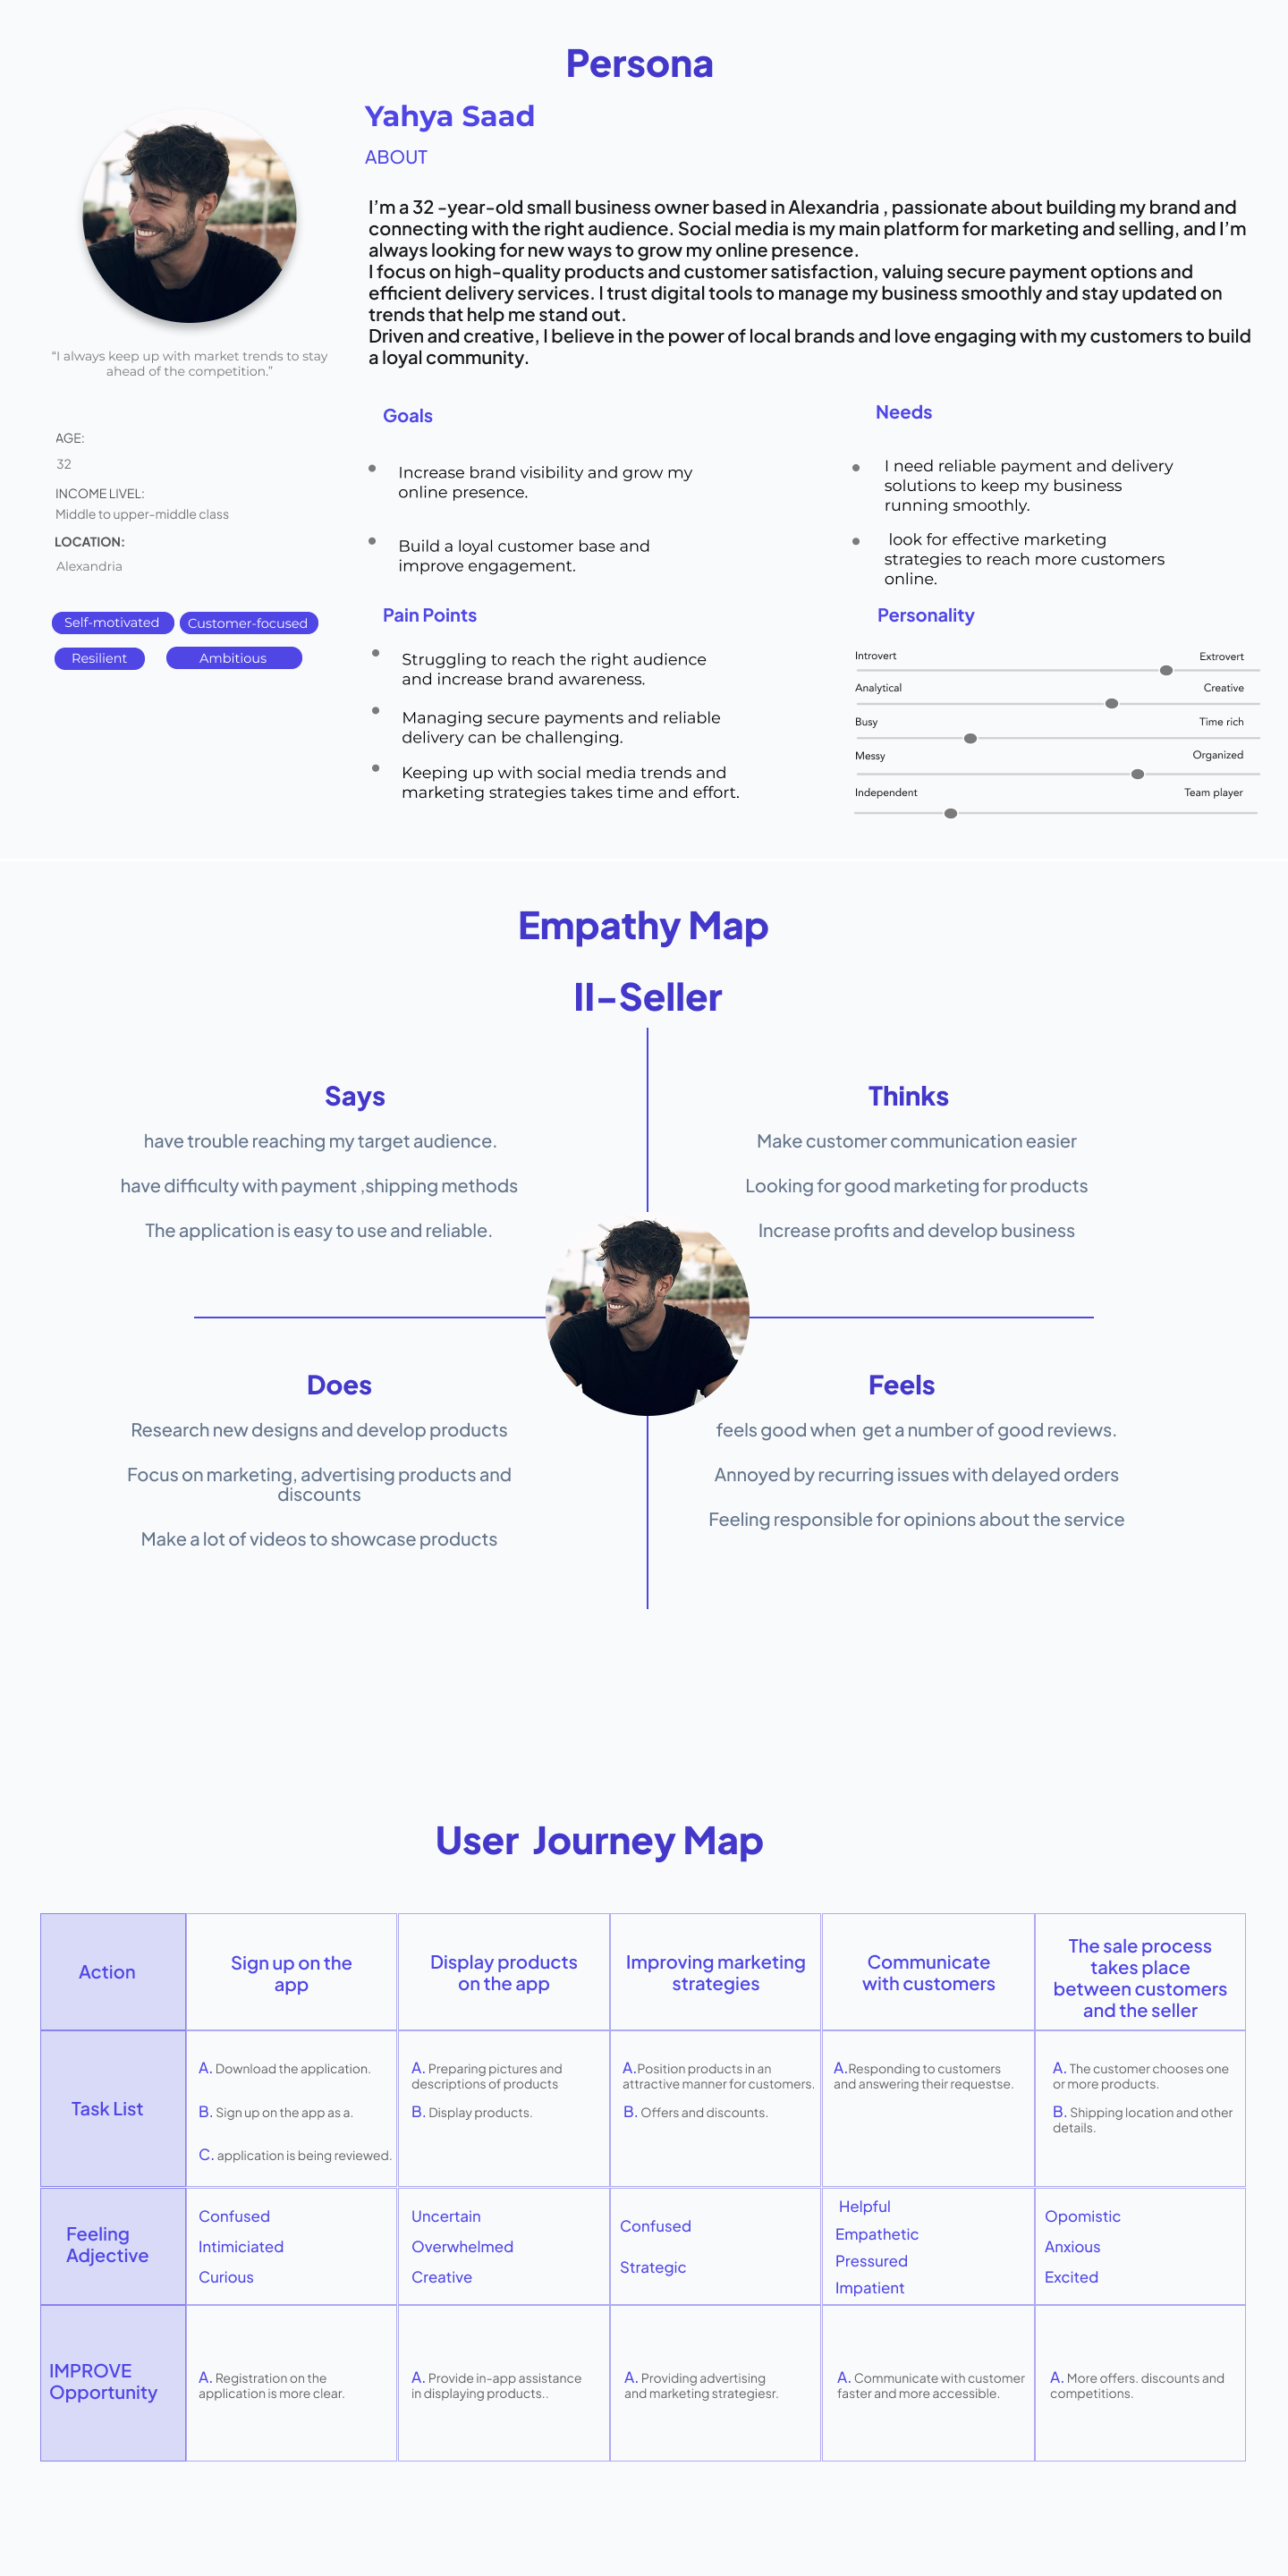 Persona
Yahya Saad
ABOUT
I'm a 32 -year-old small business owner based in Alexandria , passionate about building my brand and
connecting with the right audience. Social media is my main platform for marketing and selling, and I'm
always looking for new ways to grow my online presence.
I focus on high-quality products and customer satisfaction, valuing secure payment options and
efficient delivery services. I trust digital tools to manage my business smoothly and stay updated on
trends that help me stand out.
Driven and creative, I believe in the power of local brands and love engaging with my customers to build
a loyal community.
“I always keep up with market trends to stay
ahead of the competition.”
AGE:
32
INCOME LIVEL:
Middle to upper-middle class
LOCATION:
Alexandria
Self-motivated
Customer-focused
Resilient
Ambitious
Goals
Increase brand visibility and grow my
online presence.
Build a loyal customer base and
improve engagement.
Needs
I need reliable payment and delivery
solutions to keep my business
running smoothly.
look for effective marketing
strategies to reach more customers
online.
Pain Points
Struggling to reach the right audience
and increase brand awareness.
Managing secure payments and reliable
delivery can be challenging.
Keeping up with social media trends and
marketing strategies takes time and effort.
Personality
Introvert
Extrovert
Analytical
Creative
Busy
Time rich
Messy
Organized
Independent
Team player
Empathy Map
II-Seller
Says
have trouble reaching my target audience.
have difficulty with payment ,shipping methods
The application is easy to use and reliable.
Thinks
Make customer communication easier
Looking for good marketing for products
Increase profits and develop business
Does
Research new designs and develop products
Focus on marketing, advertising products and
discounts
Make a lot of videos to showcase products
Feels
feels good when  get a number of good reviews.
Annoyed by recurring issues with delayed orders
Feeling responsible for opinions about the service
User  Journey Map
Action
Sign up on the
app
Display products
on the app
Improving marketing
strategies
Communicate
with customers
The sale process
takes place
between customers
and the seller
Task List
A. Download the application.
B. Sign up on the app as a.
C. application is being reviewed.
A. Preparing pictures and
descriptions of products
B. Display products.
A.Position products in an
attractive manner for customers.
B. Offers and discounts.
A.Responding to customers
and answering their requestse.
A. The customer chooses one
or more products.
B. Shipping location and other
details.
Feeling
Adjective
Confused
Intimiciated
Curious
Uncertain
Overwhelmed
Creative
Confused
Strategic
Helpful
Empathetic
Pressured
Impatient
Opomistic
Anxious
Excited
IMPROVE
Opportunity
A. Registration on the
application is more clear.
A. Provide in-app assistance
in displaying products..
A. Providing advertising
and marketing strategiesr.
A. Communicate with customer
faster and more accessible.
A. More offers. discounts and
competitions.